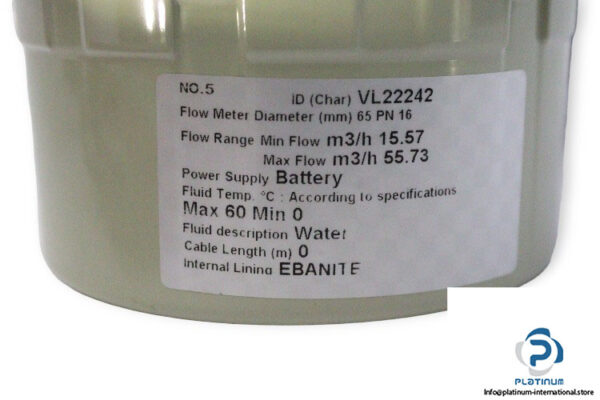 NO.5
ID (Char) VL22242
Flow Meter Diameter (mm) 65 PN 16
Flow Range Min Flow m3/h 15.57
Max Flow m3/h 55.73
Power Supply Battery
Fluid Temp. °C : According to specifications
Max 60 Min 0
Fluid description Water
Cable Length (m) 0
Internal Lining EBANITE
PLATINUM
Info@platinum-international.store